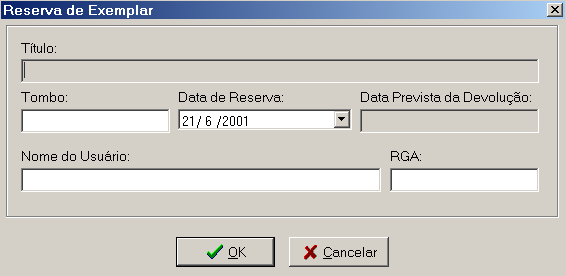 Reserva de Exemplar
Título:
Tombo: Data de Reserva: Data Prevista da Devolução:
21/ 6 /2001
Nome do Usuário: RGA:
OK Cancelar